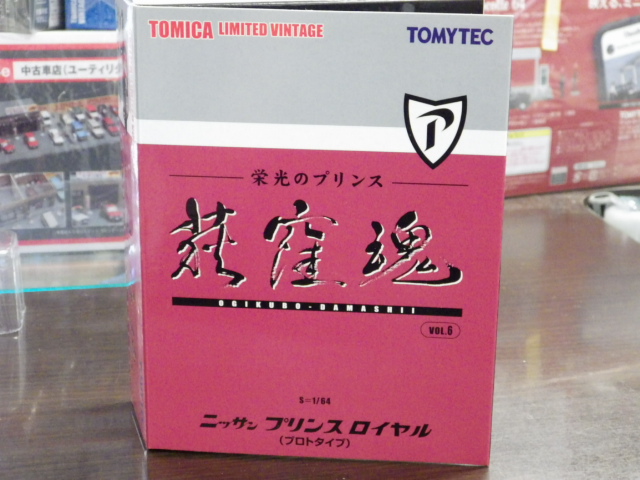 TOMICA LIMITED VINTAGE
TOMYTEC
P
栄光のプリンス
荻窪魂
OGIKUBO-DAMASHII
VOL.6
S=1/64
ニッサン プリンス ロイヤル
(プロトタイプ)
中古車店(ユーティリ